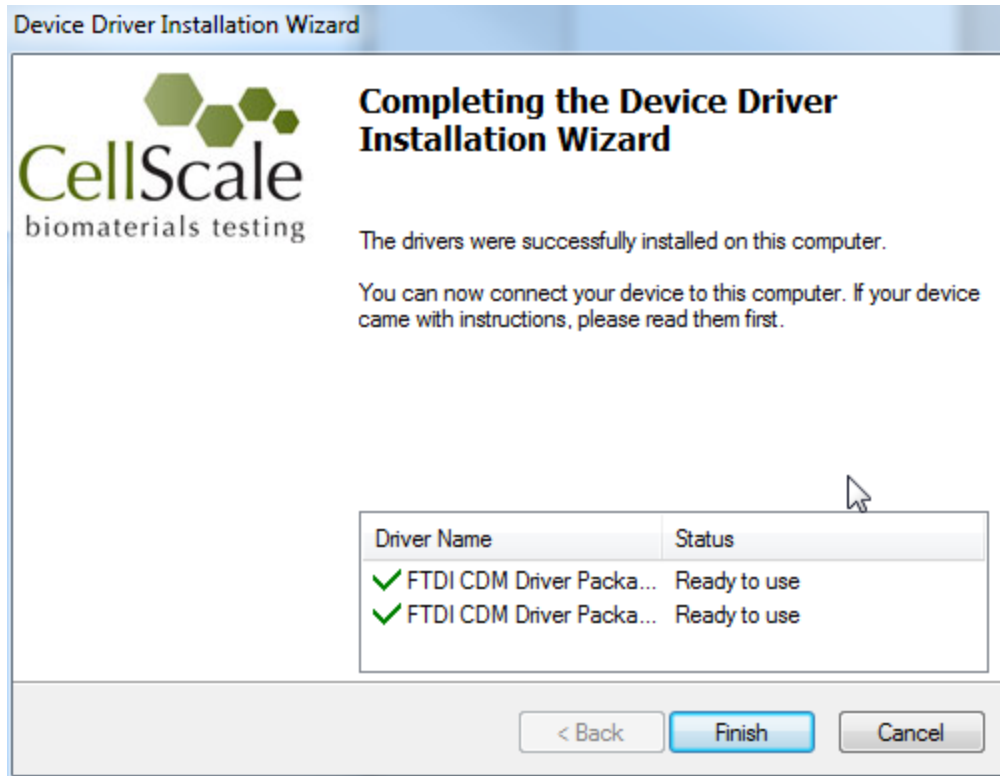 Device Driver Installation Wizard
CellScale
biomaterials testing
Completing the Device Driver
Installation Wizard
The drivers were successfully installed on this computer.
You can now connect your device to this computer. If your device
came with instructions, please read them first.
Driver Name Status
FTDI CDM Driver Packa... Ready to use
FTDI CDM Driver Packa... Ready to use
< Back Finish Cancel